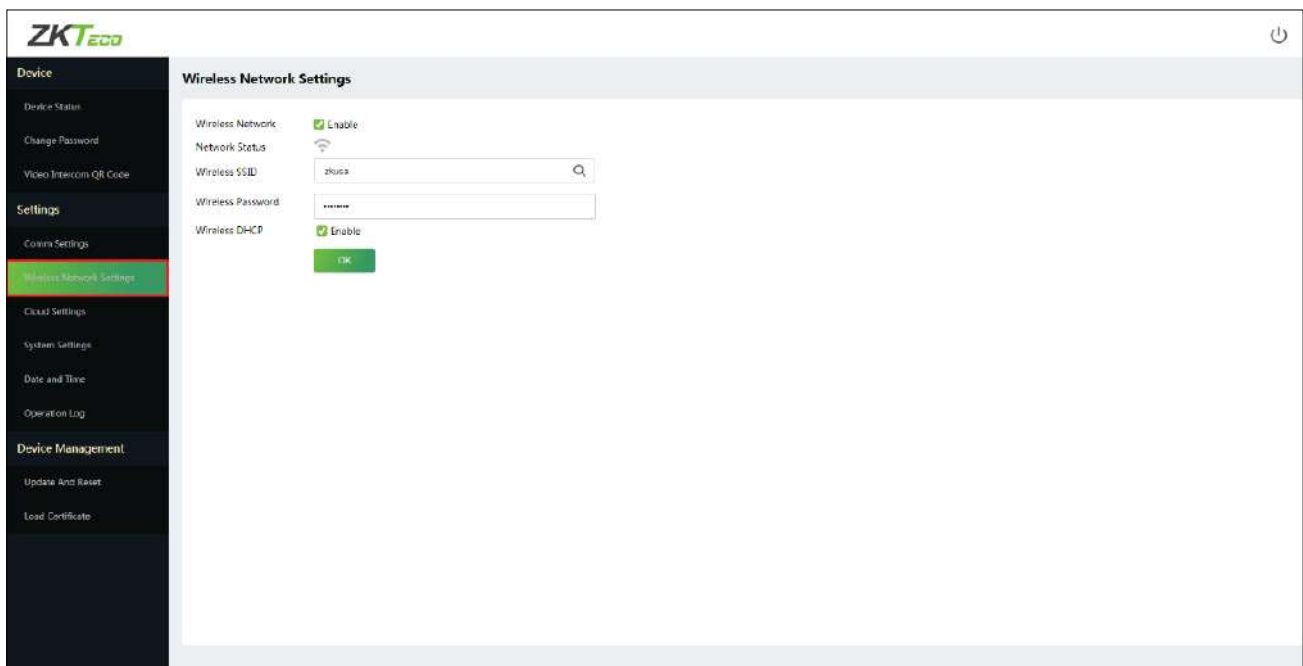 ZKTeco
Device
Device Status
Change Password
Video Intercom QR Code
Settings
Comm Settings
Wireless Network Settings
Cloud Settings
System Settings
Date and Time
Operation Log
Device Management
Update And Reset
Load Certificate
Wireless Network Settings
Wireless Network Enable
Network Status
Wireless SSID zkusa
Wireless Password ••••••••
Wireless DHCP Enable
OK